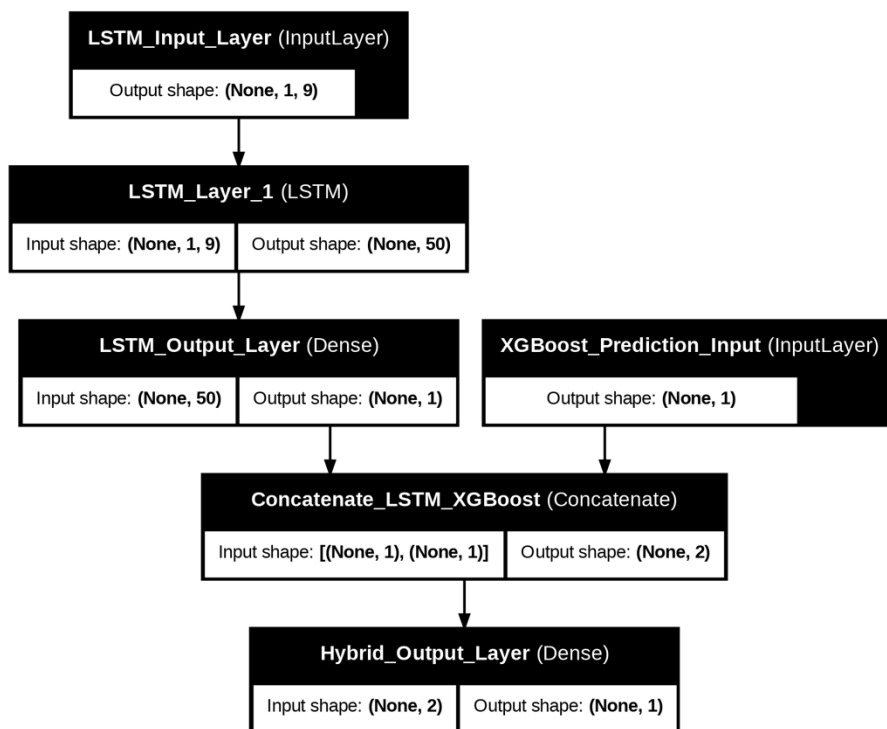 LSTM_Input_Layer (InputLayer)
Output shape: (None, 1, 9)
LSTM_Layer_1 (LSTM)
Input shape: (None, 1, 9) Output shape: (None, 50)
LSTM_Output_Layer (Dense)
Input shape: (None, 50) Output shape: (None, 1)
XGBoost_Prediction_Input (InputLayer)
Output shape: (None, 1)
Concatenate_LSTM_XGBoost (Concatenate)
Input shape: [(None, 1), (None, 1)] Output shape: (None, 2)
Hybrid_Output_Layer (Dense)
Input shape: (None, 2) Output shape: (None, 1)